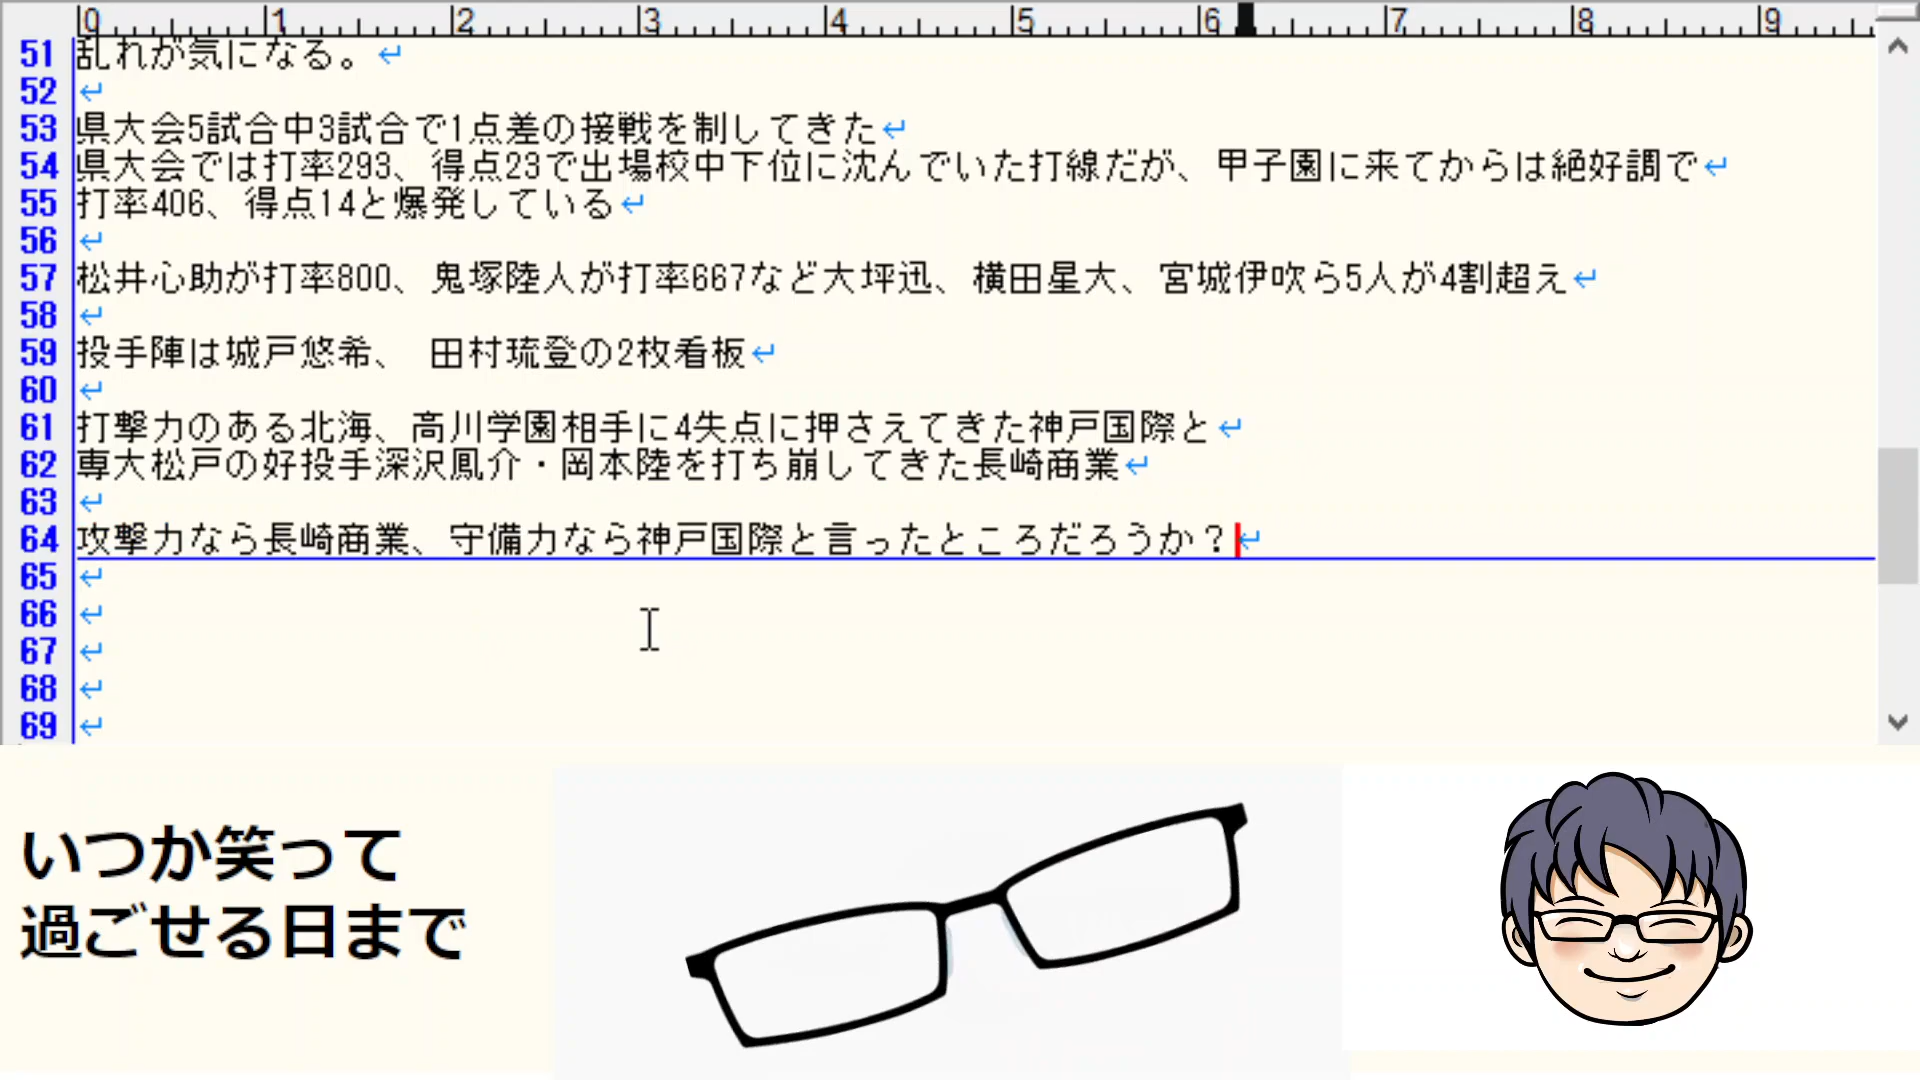 0 1 2 3 4 5 6 7 8 9
51 乱れが気になる。
52
53 県大会5試合中3試合で1点差の接戦を制してきた
54 県大会では打率293、得点23で出場校中下位に沈んでいた打線だが、甲子園に来てからは絶好調で
55 打率406、得点14と爆発している
56
57 松井心助が打率800、鬼塚陸人が打率667など大坪迅、横田星大、宮城伊吹ら5人が4割超え
58
59 投手陣は城戸悠希、 田村琉登の2枚看板
60
61 打撃力のある北海、高川学園相手に4失点に押さえてきた神戸国際と
62 専大松戸の好投手深沢鳳介・岡本陸を打ち崩してきた長崎商業
63
64 攻撃力なら長崎商業、守備力なら神戸国際と言ったところだろうか？
65
66
67
68
69
いつか笑って
過ごせる日まで